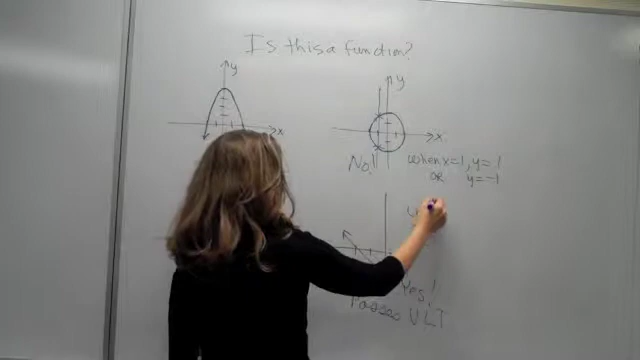 Is this a function?
y
x
y
x
No!
when x=1, y=1
OR y=-1
Yes!
Passes VLT